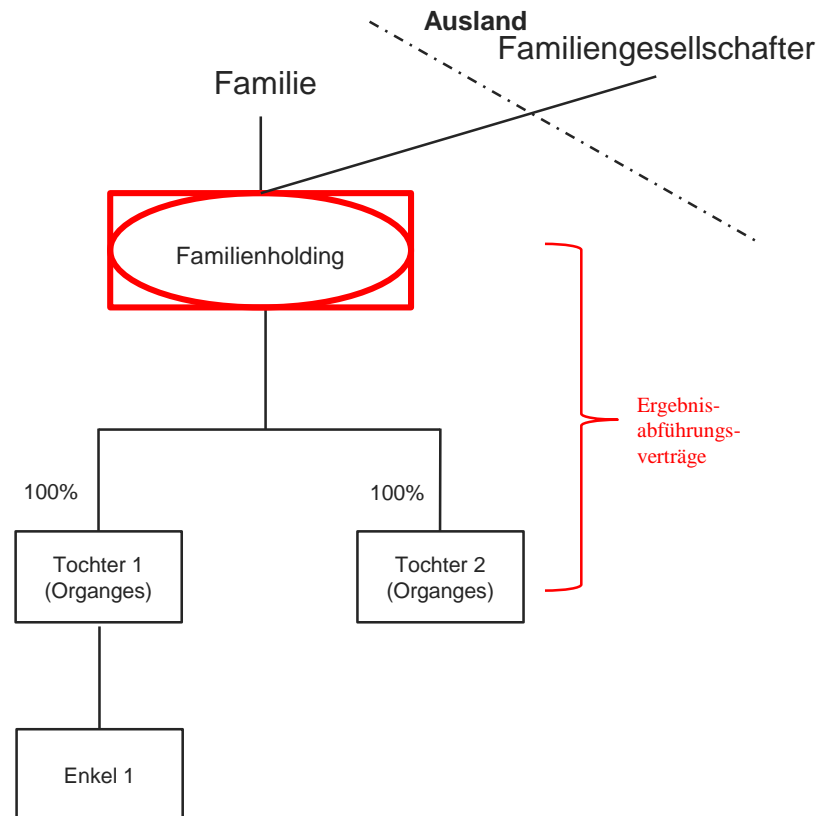 Ausland
Familiengesellschafter
Familie
Familienholding
Ergebnis-
abführungs-
verträge
100%
100%
Tochter 1
(Organges)
Tochter 2
(Organges)
Enkel 1